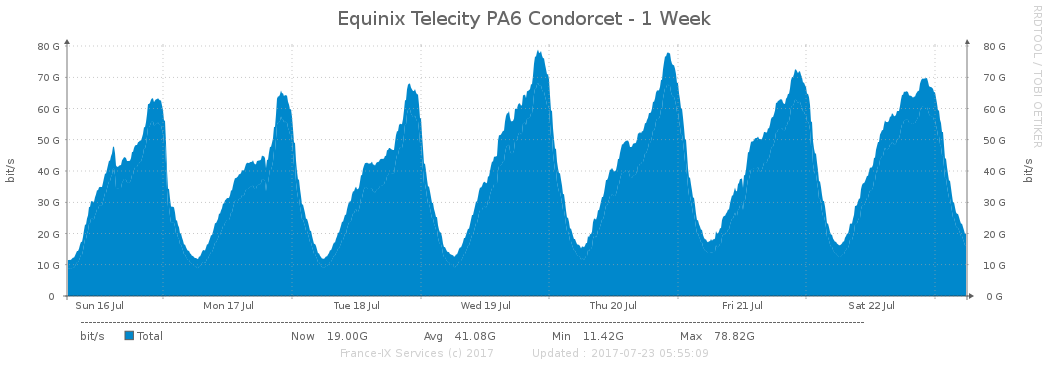 Equinix Telecity PA6 Condorcet - 1 Week
RRDTOOL / TOBI OETIKER
bit/s
bit/s
80 G 80 G
70 G 70 G
60 G 60 G
50 G 50 G
40 G 40 G
30 G 30 G
20 G 20 G
10 G 10 G
0 0 G
Sun 16 Jul Mon 17 Jul Tue 18 Jul Wed 19 Jul Thu 20 Jul Fri 21 Jul Sat 22 Jul
bit/s Total Now 19.00G Avg 41.08G Min 11.42G Max 78.82G
France-IX Services (c) 2017 Updated : 2017-07-23 05:55:09